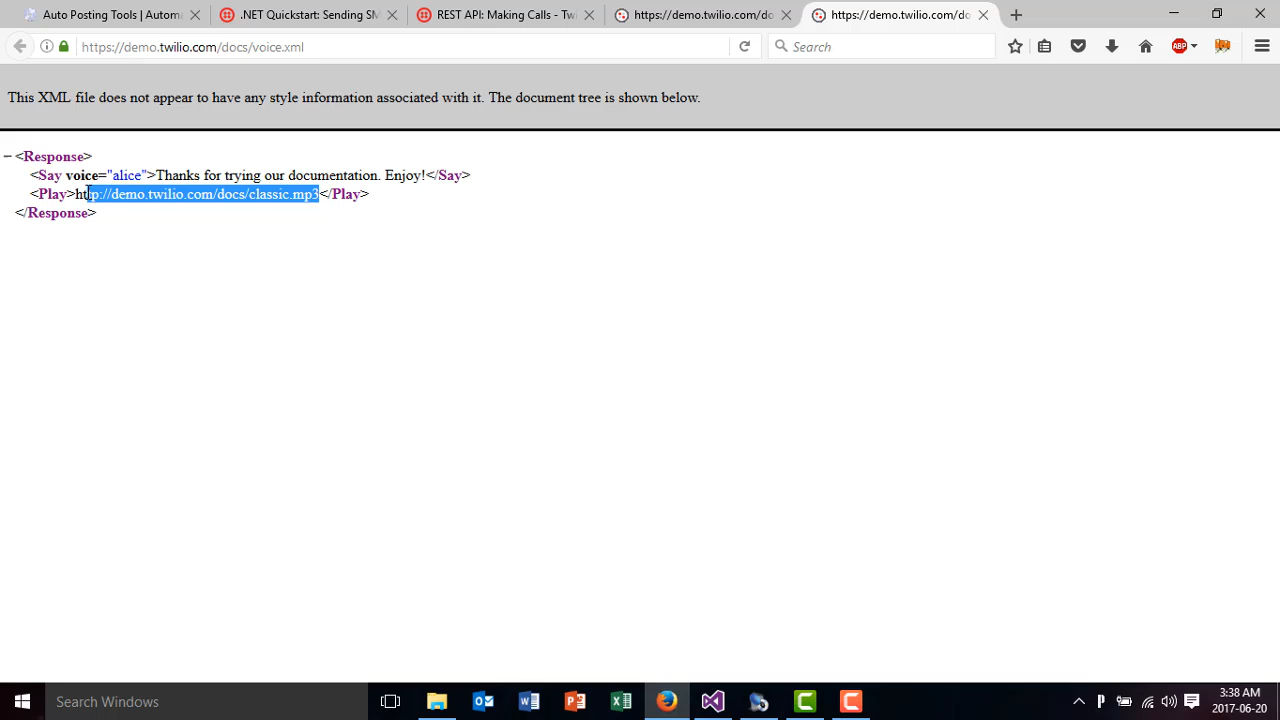 Auto Posting Tools | Autom
.NET Quickstart: Sending SM
REST API: Making Calls - Twi
https://demo.twilio.com/do
https://demo.twilio.com/do
https://demo.twilio.com/docs/voice.xml
Search
ABP
This XML file does not appear to have any style information associated with it. The document tree is shown below.
<Response>
<Say voice="alice">Thanks for trying our documentation. Enjoy!</Say>
<Play>http://demo.twilio.com/docs/classic.mp3</Play>
</Response>
Search Windows
3:38 AM
2017-06-20